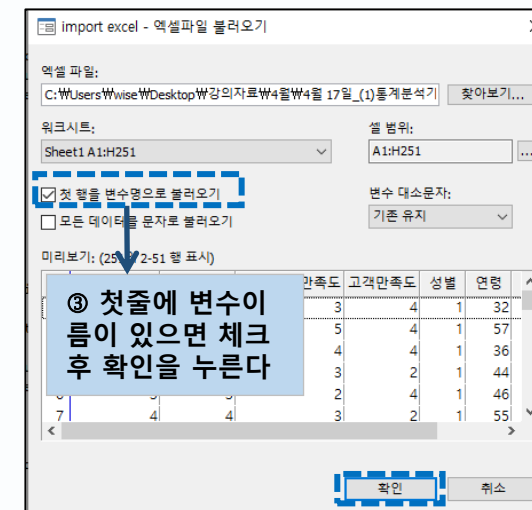 import excel - 엑셀파일 불러오기
엑셀 파일:
C:₩Users₩wise₩Desktop₩강의자료₩4월₩4월 17일_(1)통계분석기 찾아보기...
워크시트: 셀 범위:
Sheet1 A1:H251 A1:H251 ...
첫 행을 변수명으로 불러오기 변수 대소문자:
모든 데이터를 문자로 불러오기 기존 유지
미리보기: 2-51 행 표시)
만족도 고객만족도 성별 연령
3 4 1 32
5 4 1 57
4 4 1 36
3 2 1 44
2 4 1 46
7 4 4 3 2 1 55
③ 첫줄에 변수이
름이 있으면 체크
후 확인을 누른다
확인 취소